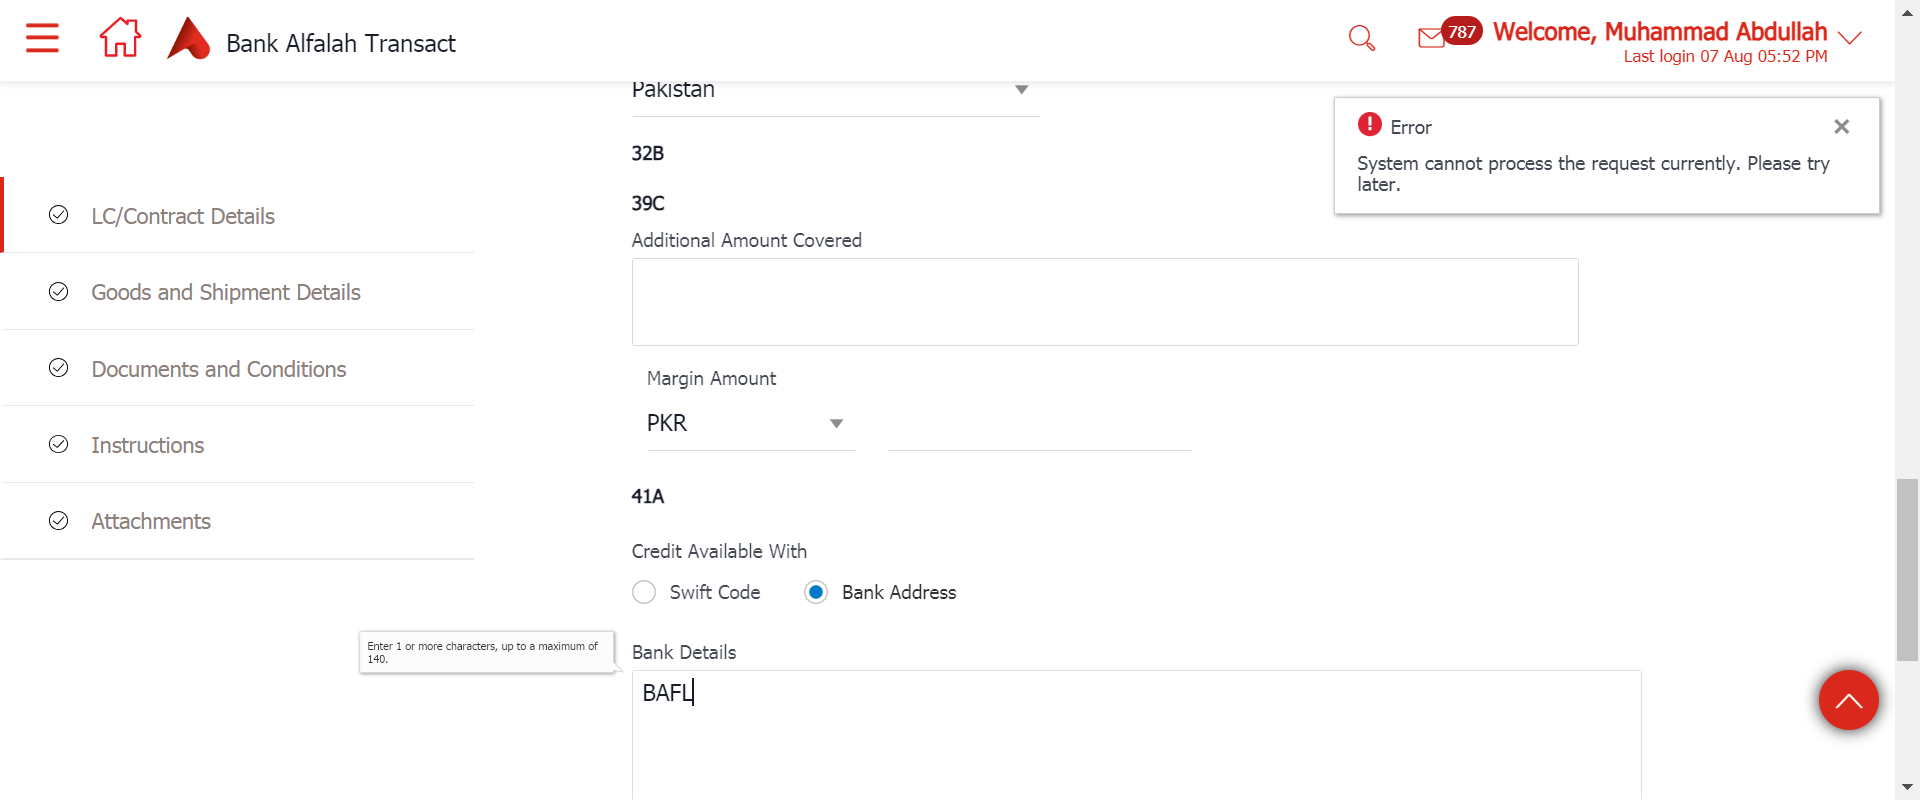 Bank Alfalah Transact
787
Welcome, Muhammad Abdullah
Last login 07 Aug 05:52 PM
Pakistan
Error
System cannot process the request currently. Please try
later.
32B
39C
Additional Amount Covered
LC/Contract Details
Goods and Shipment Details
Documents and Conditions
Instructions
Attachments
Margin Amount
PKR
41A
Credit Available With
Swift Code
Bank Address
Enter 1 or more characters, up to a maximum of
140.
Bank Details
BAFL